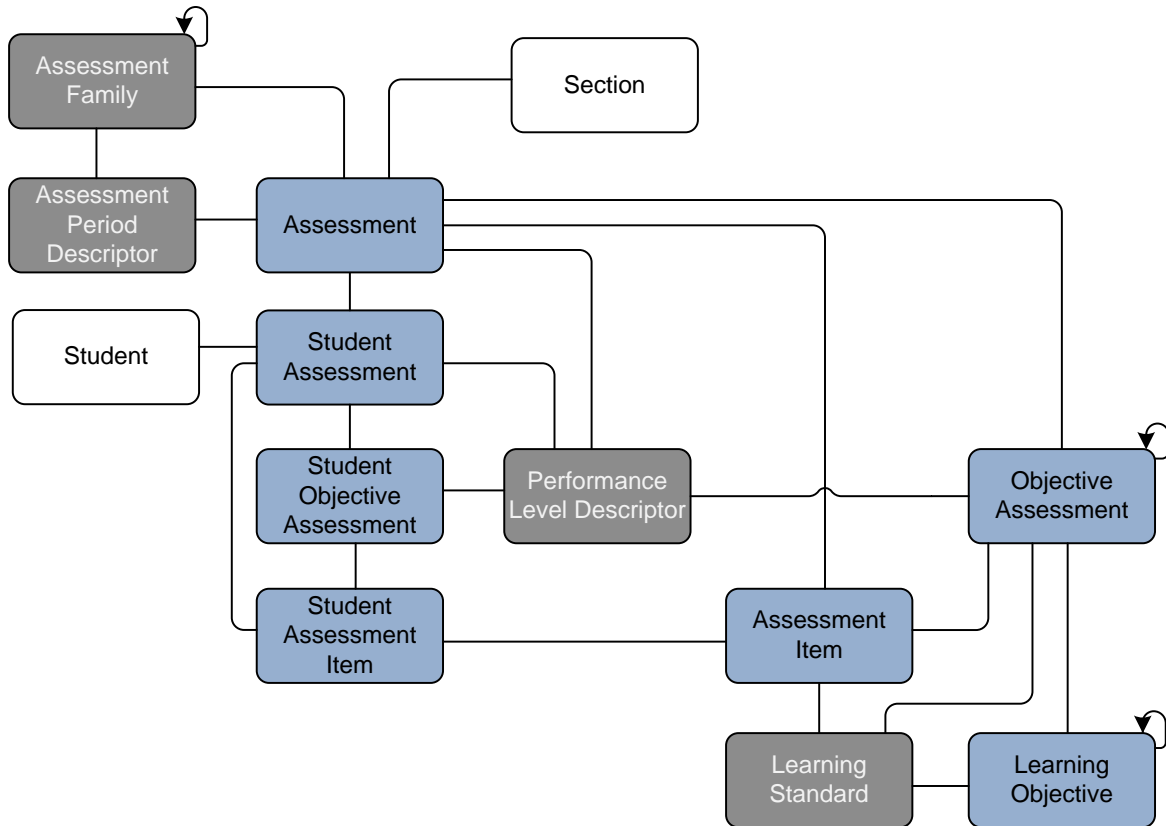 Assessment
Family
Section
Assessment
Period
Descriptor
Assessment
Student
Student
Assessment
Student
Objective
Assessment
Performance
Level Descriptor
Objective
Assessment
Student
Assessment
Item
Assessment
Item
Learning
Standard
Learning
Objective